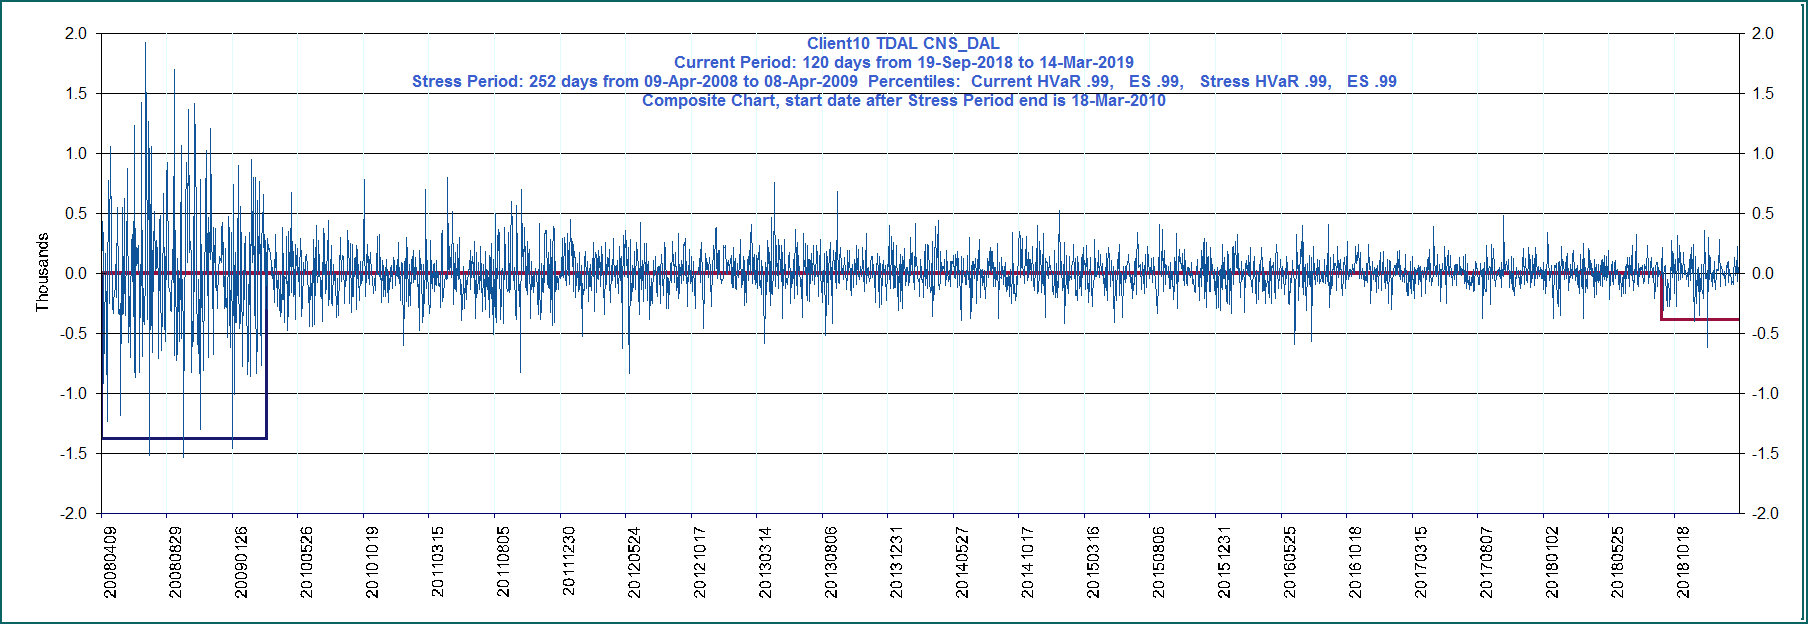 Client10 TDAL CNS_DAL
Current Period: 120 days from 19-Sep-2018 to 14-Mar-2019
Stress Period: 252 days from 09-Apr-2008 to 08-Apr-2009 Percentiles: Current HVaR .99, ES .99, Stress HVaR .99, ES .99
Composite Chart, start date after Stress Period end is 18-Mar-2010
Thousands
2.0 2.0
1.5 1.5
1.0 1.0
0.5 0.5
0.0 0.0
-0.5 -0.5
-1.0 -1.0
-1.5 -1.5
-2.0 -2.0
20080409 20080829 20090126 20100526 20101019 20110315 20110805 20111230 20120524 20121017 20130314 20130806 20131231 20140527 20141017 20150316 20150806 20151231 20160525 20161018 20170315 20170807 20180102 20180525 20181018